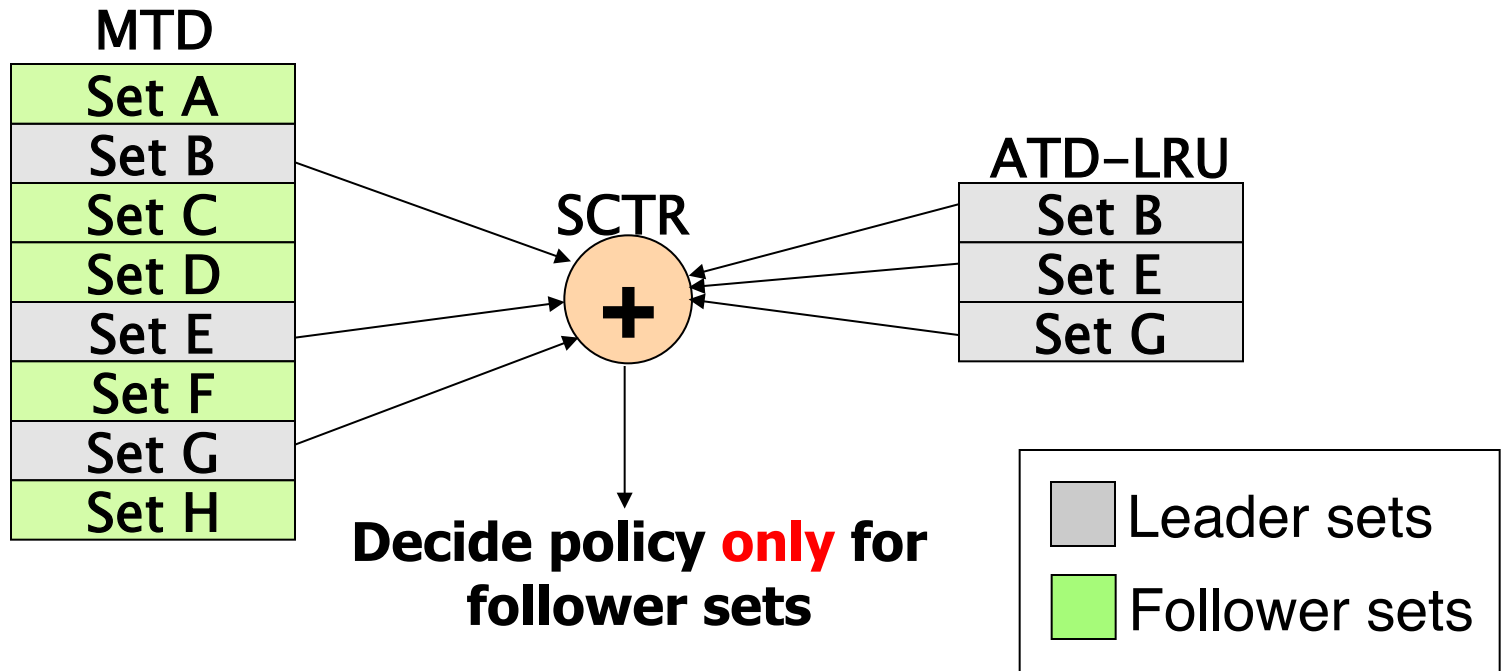 MTD
Set A
Set B
Set C
Set D
Set E
Set F
Set G
Set H
SCTR
+
ATD-LRU
Set B
Set E
Set G
Decide policy only for
follower sets
Leader sets
Follower sets